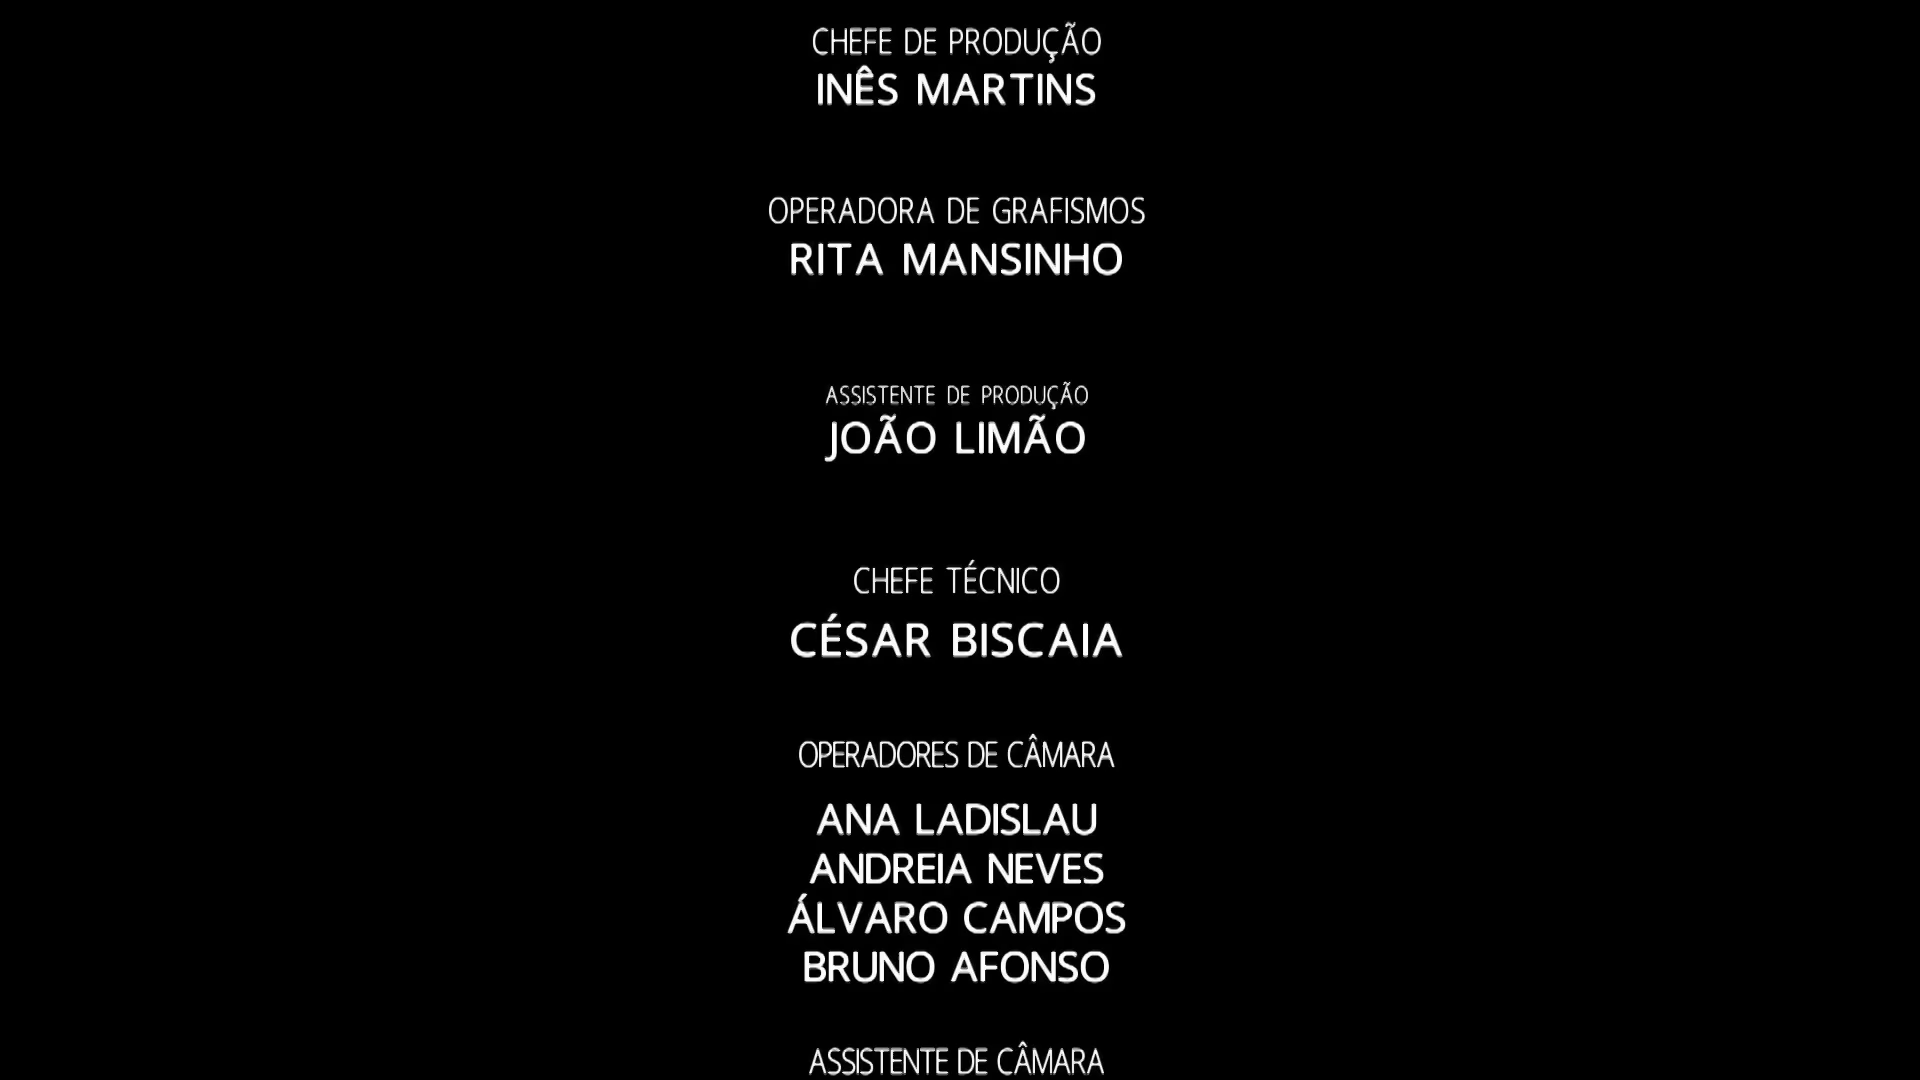 CHEFE DE PRODUÇÃO
INÊS MARTINS
OPERADORA DE GRAFISMOS
RITA MANSINHO
ASSISTENTE DE PRODUÇÃO
JOÃO LIMÃO
CHEFE TÉCNICO
CÉSAR BISCAIA
OPERADORES DE CÂMARA
ANA LADISLAU
ANDREIA NEVES
ÁLVARO CAMPOS
BRUNO AFONSO
ASSISTENTE DE CÂMARA